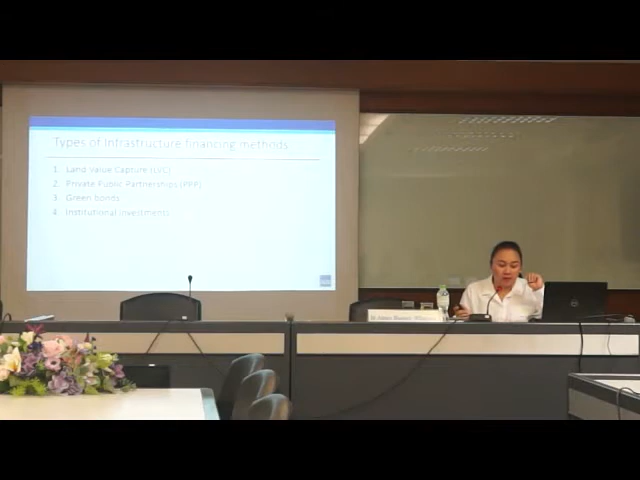 Types of Infrastructure financing methods
1. Land Value Capture (LVC)
2. Private Public Partnerships (PPP)
3 Green bonds
4. Institutional investments
DELL